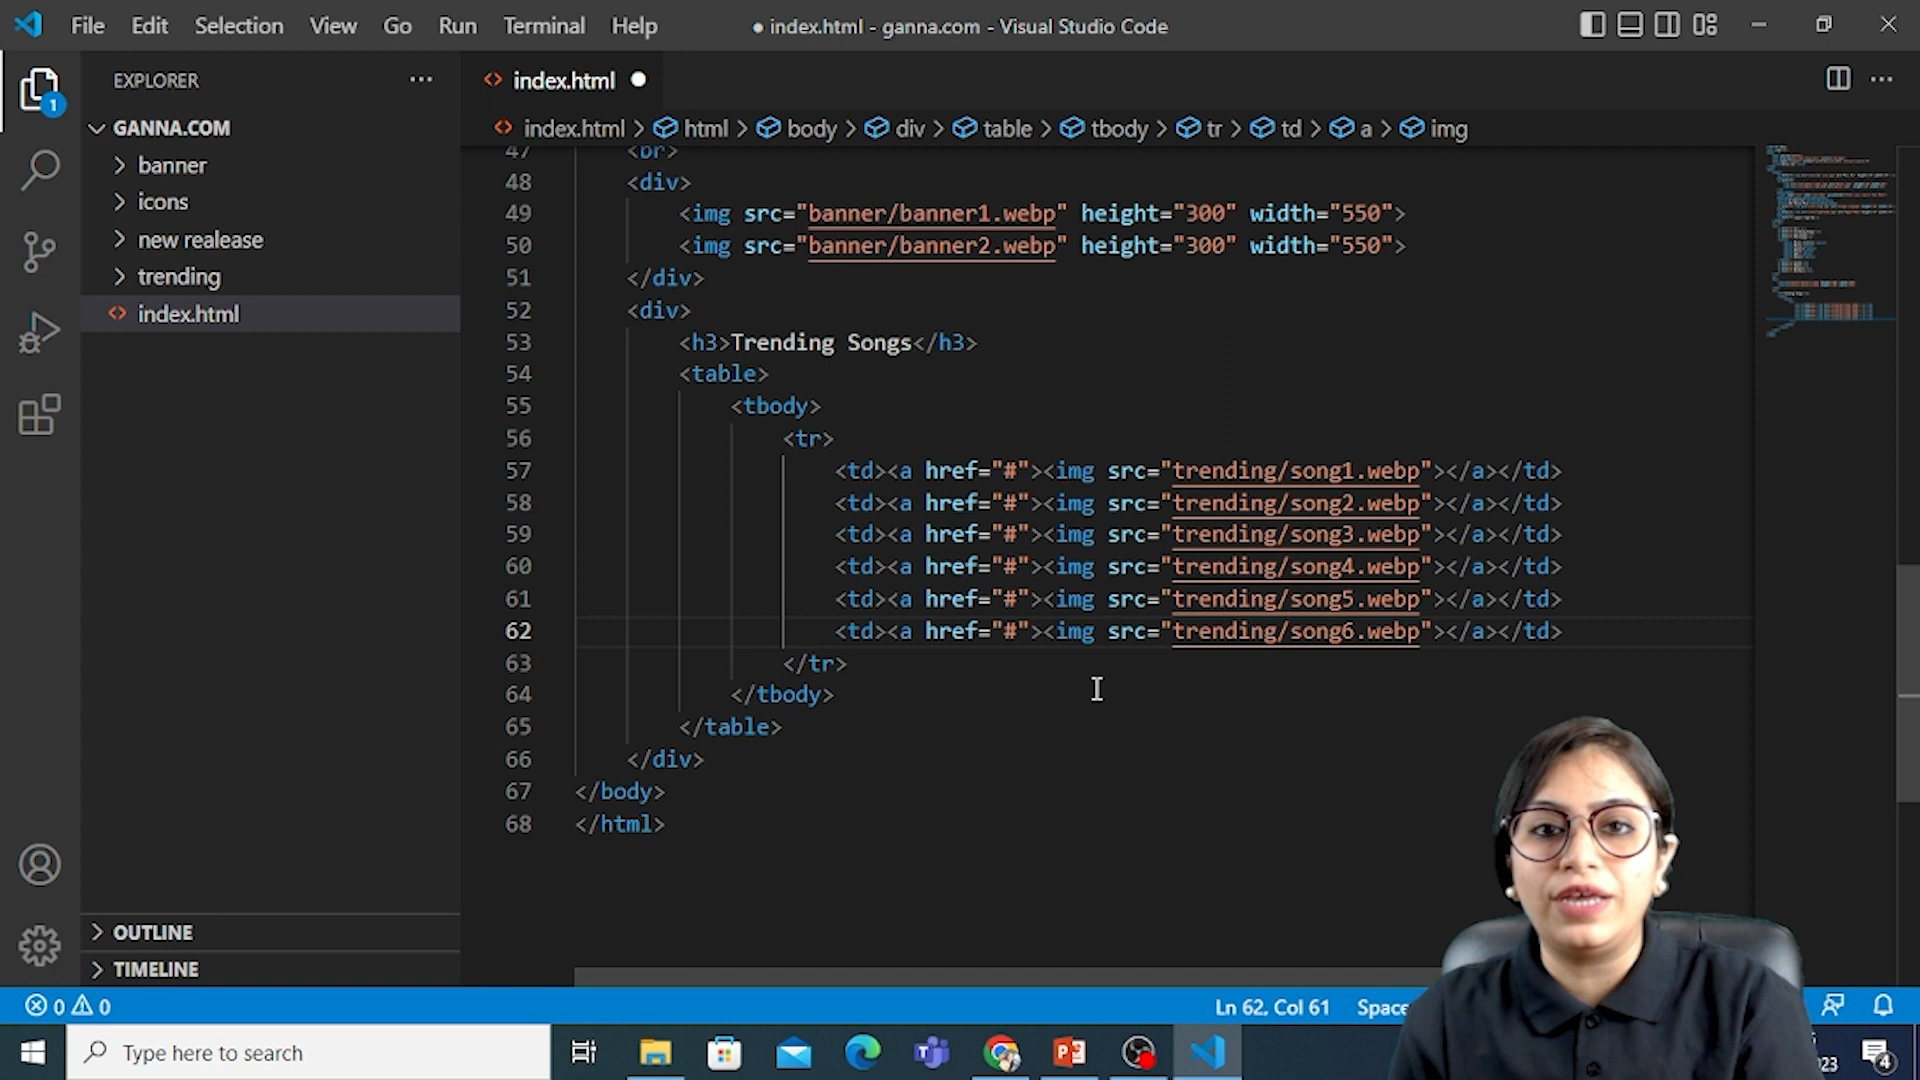 File Edit Selection View Go Run Terminal Help ● index.html - ganna.com - Visual Studio Code
EXPLORER ···
1
GANNA.COM
banner
icons
new realease
trending
<> index.html
OUTLINE
TIMELINE
<> index.html ●
<> index.html > html > body > div > table > tbody > tr > td > a > img
47 <br>
48 <div>
49 <img src="banner/banner1.webp" height="300" width="550">
50 <img src="banner/banner2.webp" height="300" width="550">
51 </div>
52 <div>
53 <h3>Trending Songs</h3>
54 <table>
55 <tbody>
56 <tr>
57 <td><a href="#"><img src="trending/song1.webp"></a></td>
58 <td><a href="#"><img src="trending/song2.webp"></a></td>
59 <td><a href="#"><img src="trending/song3.webp"></a></td>
60 <td><a href="#"><img src="trending/song4.webp"></a></td>
61 <td><a href="#"><img src="trending/song5.webp"></a></td>
62 <td><a href="#"><img src="trending/song6.webp"></a></td>
63 </tr>
64 </tbody>
65 </table>
66 </div>
67 </body>
68 </html>
0 0 Ln 62, Col 61
Type here to search
4